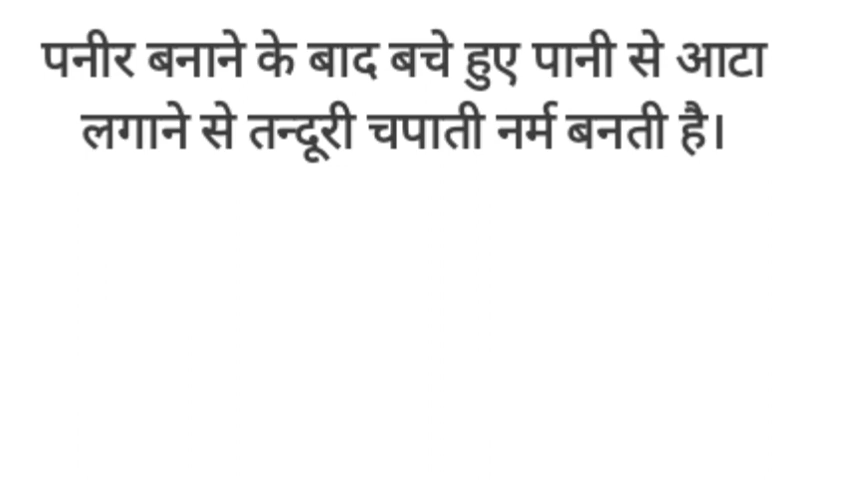 पनीर बनाने के बाद बचे हुए पानी से आटा
लगाने से तन्दूरी चपाती नर्म बनती है।